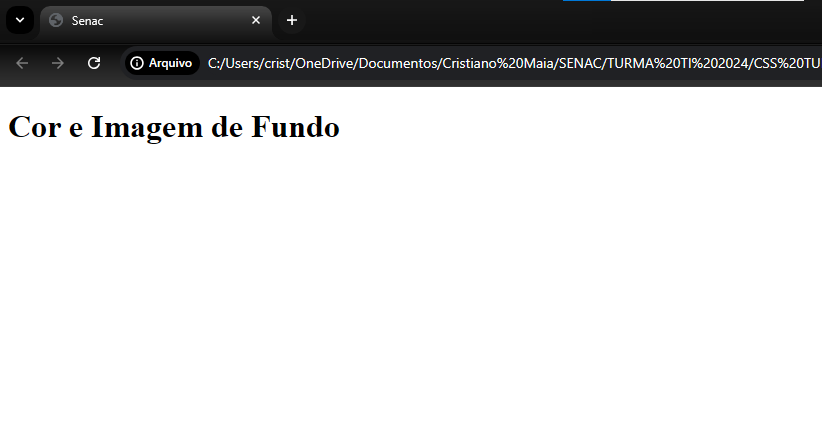 Senac
Arquivo C:/Users/crist/OneDrive/Documentos/Cristiano%20Maia/SENAC/TURMA%20TI%202024/CSS%20TU
Cor e Imagem de Fundo